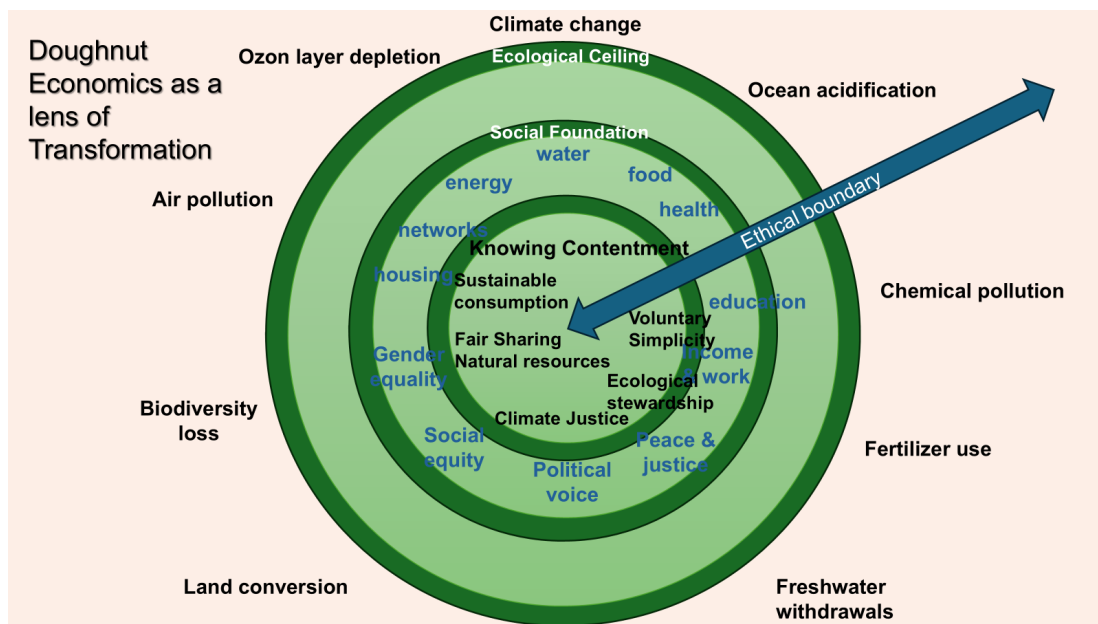 Doughnut
Economics as a
lens of
Transformation
Climate change
Ozon layer depletion
Ecological Ceiling
Ocean acidification
Air pollution
Social Foundation
water
energy
food
health
networks
Ethical boundary
Knowing Contentment
housing
Sustainable
consumption
education
Chemical pollution
Voluntary
Simplicity
Fair Sharing
Natural resources
Gender
equality
Income
& work
Ecological
stewardship
Biodiversity
loss
Climate Justice
Social
equity
Peace &
justice
Fertilizer use
Political
voice
Land conversion
Freshwater
withdrawals